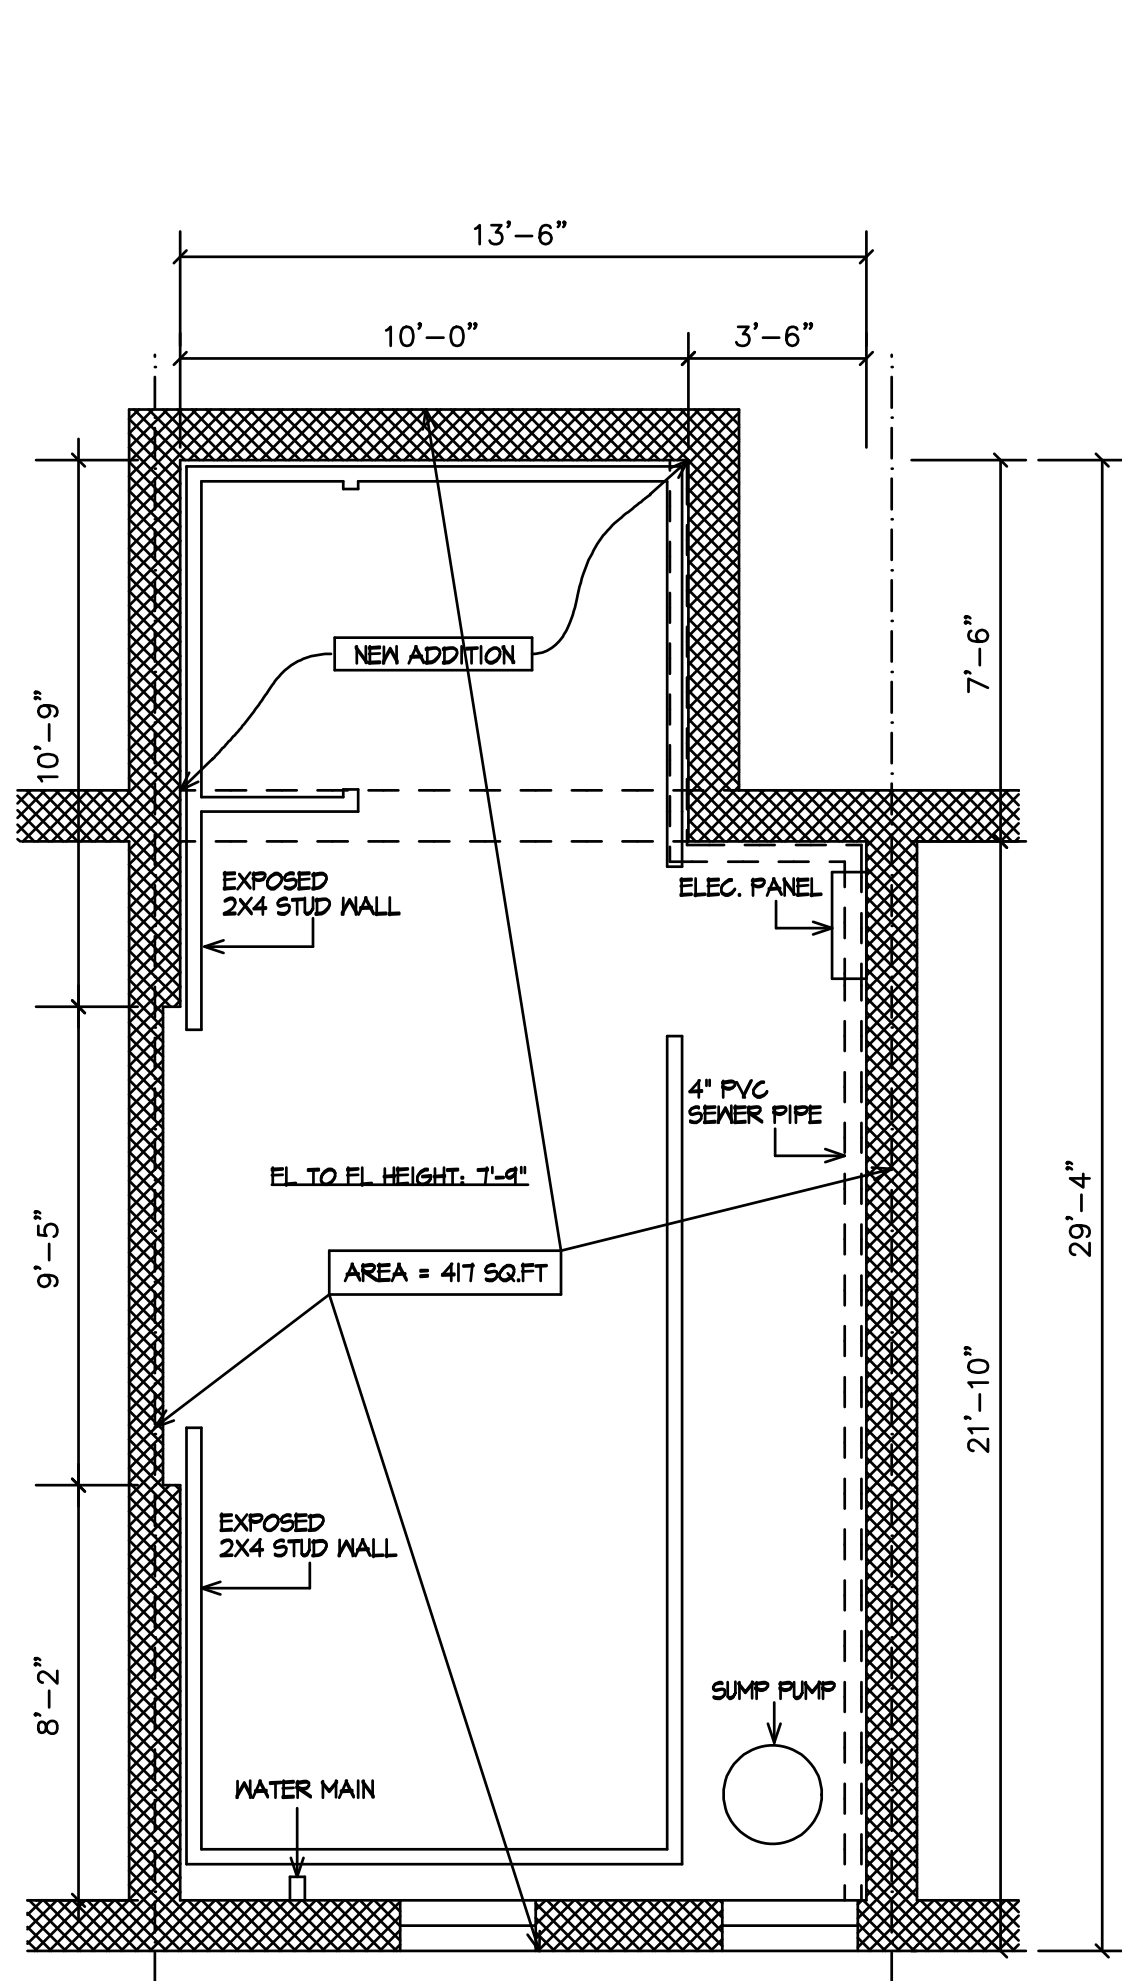 13'-6"
10'-0"
3'-6"
NEW ADDITION
7'-6"
10'-9"
EXPOSED
2X4 STUD WALL
ELEC. PANEL
4" PVC
SEWER PIPE
FL TO FL HEIGHT: 7'-9"
29'-4"
9'-5"
AREA = 417 SQ.FT
21'-10"
EXPOSED
2X4 STUD WALL
8'-2"
SUMP PUMP
WATER MAIN